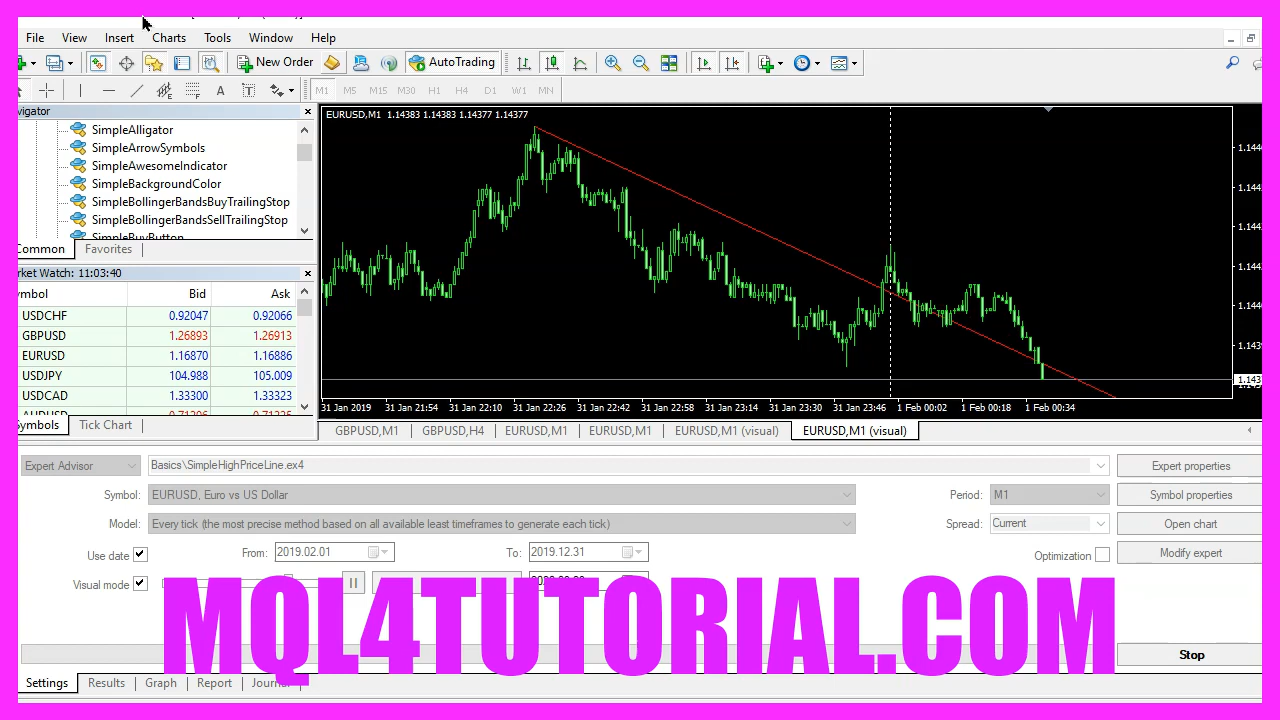 File View Insert Charts Tools Window Help
New Order AutoTrading
A T M1 M5 M15 M30 H1 H4 D1 W1 MN
SimpleAlligator
SimpleArrowSymbols
SimpleAwesomeIndicator
SimpleBackgroundColor
SimpleBollingerBandsBuyTrailingStop
SimpleBollingerBandsSellTrailingStop
SimpleBuyButton
Common Favorites
11:03:40
Bid Ask
USDCHF 0.92047 0.92066
GBPUSD 1.26893 1.26913
EURUSD 1.16870 1.16886
USDJPY 104.988 105.009
USDCAD 1.33300 1.33323
Tick Chart
EURUSD,M1 1.14383 1.14383 1.14377 1.14377
31 Jan 2019 31 Jan 21:54 31 Jan 22:10 31 Jan 22:26 31 Jan 22:42 31 Jan 22:58 31 Jan 23:14 31 Jan 23:30 31 Jan 23:46 1 Feb 00:02 1 Feb 00:18 1 Feb 00:34
GBPUSD,M1 GBPUSD,H4 EURUSD,M1 EURUSD,M1 EURUSD,M1 (visual) EURUSD,M1 (visual)
Expert Advisor Basics\SimpleHighPriceLine.ex4 Expert properties
Symbol: EURUSD, Euro vs US Dollar Period: M1 Symbol properties
Model: Every tick (the most precise method based on all available least timeframes to generate each tick) Spread: Current Open chart
Use date From: 2019.02.01 To: 2019.12.31 Optimization Modify expert
Visual mode
MQL4TUTORIAL.COM
Stop
Settings Results Graph Report